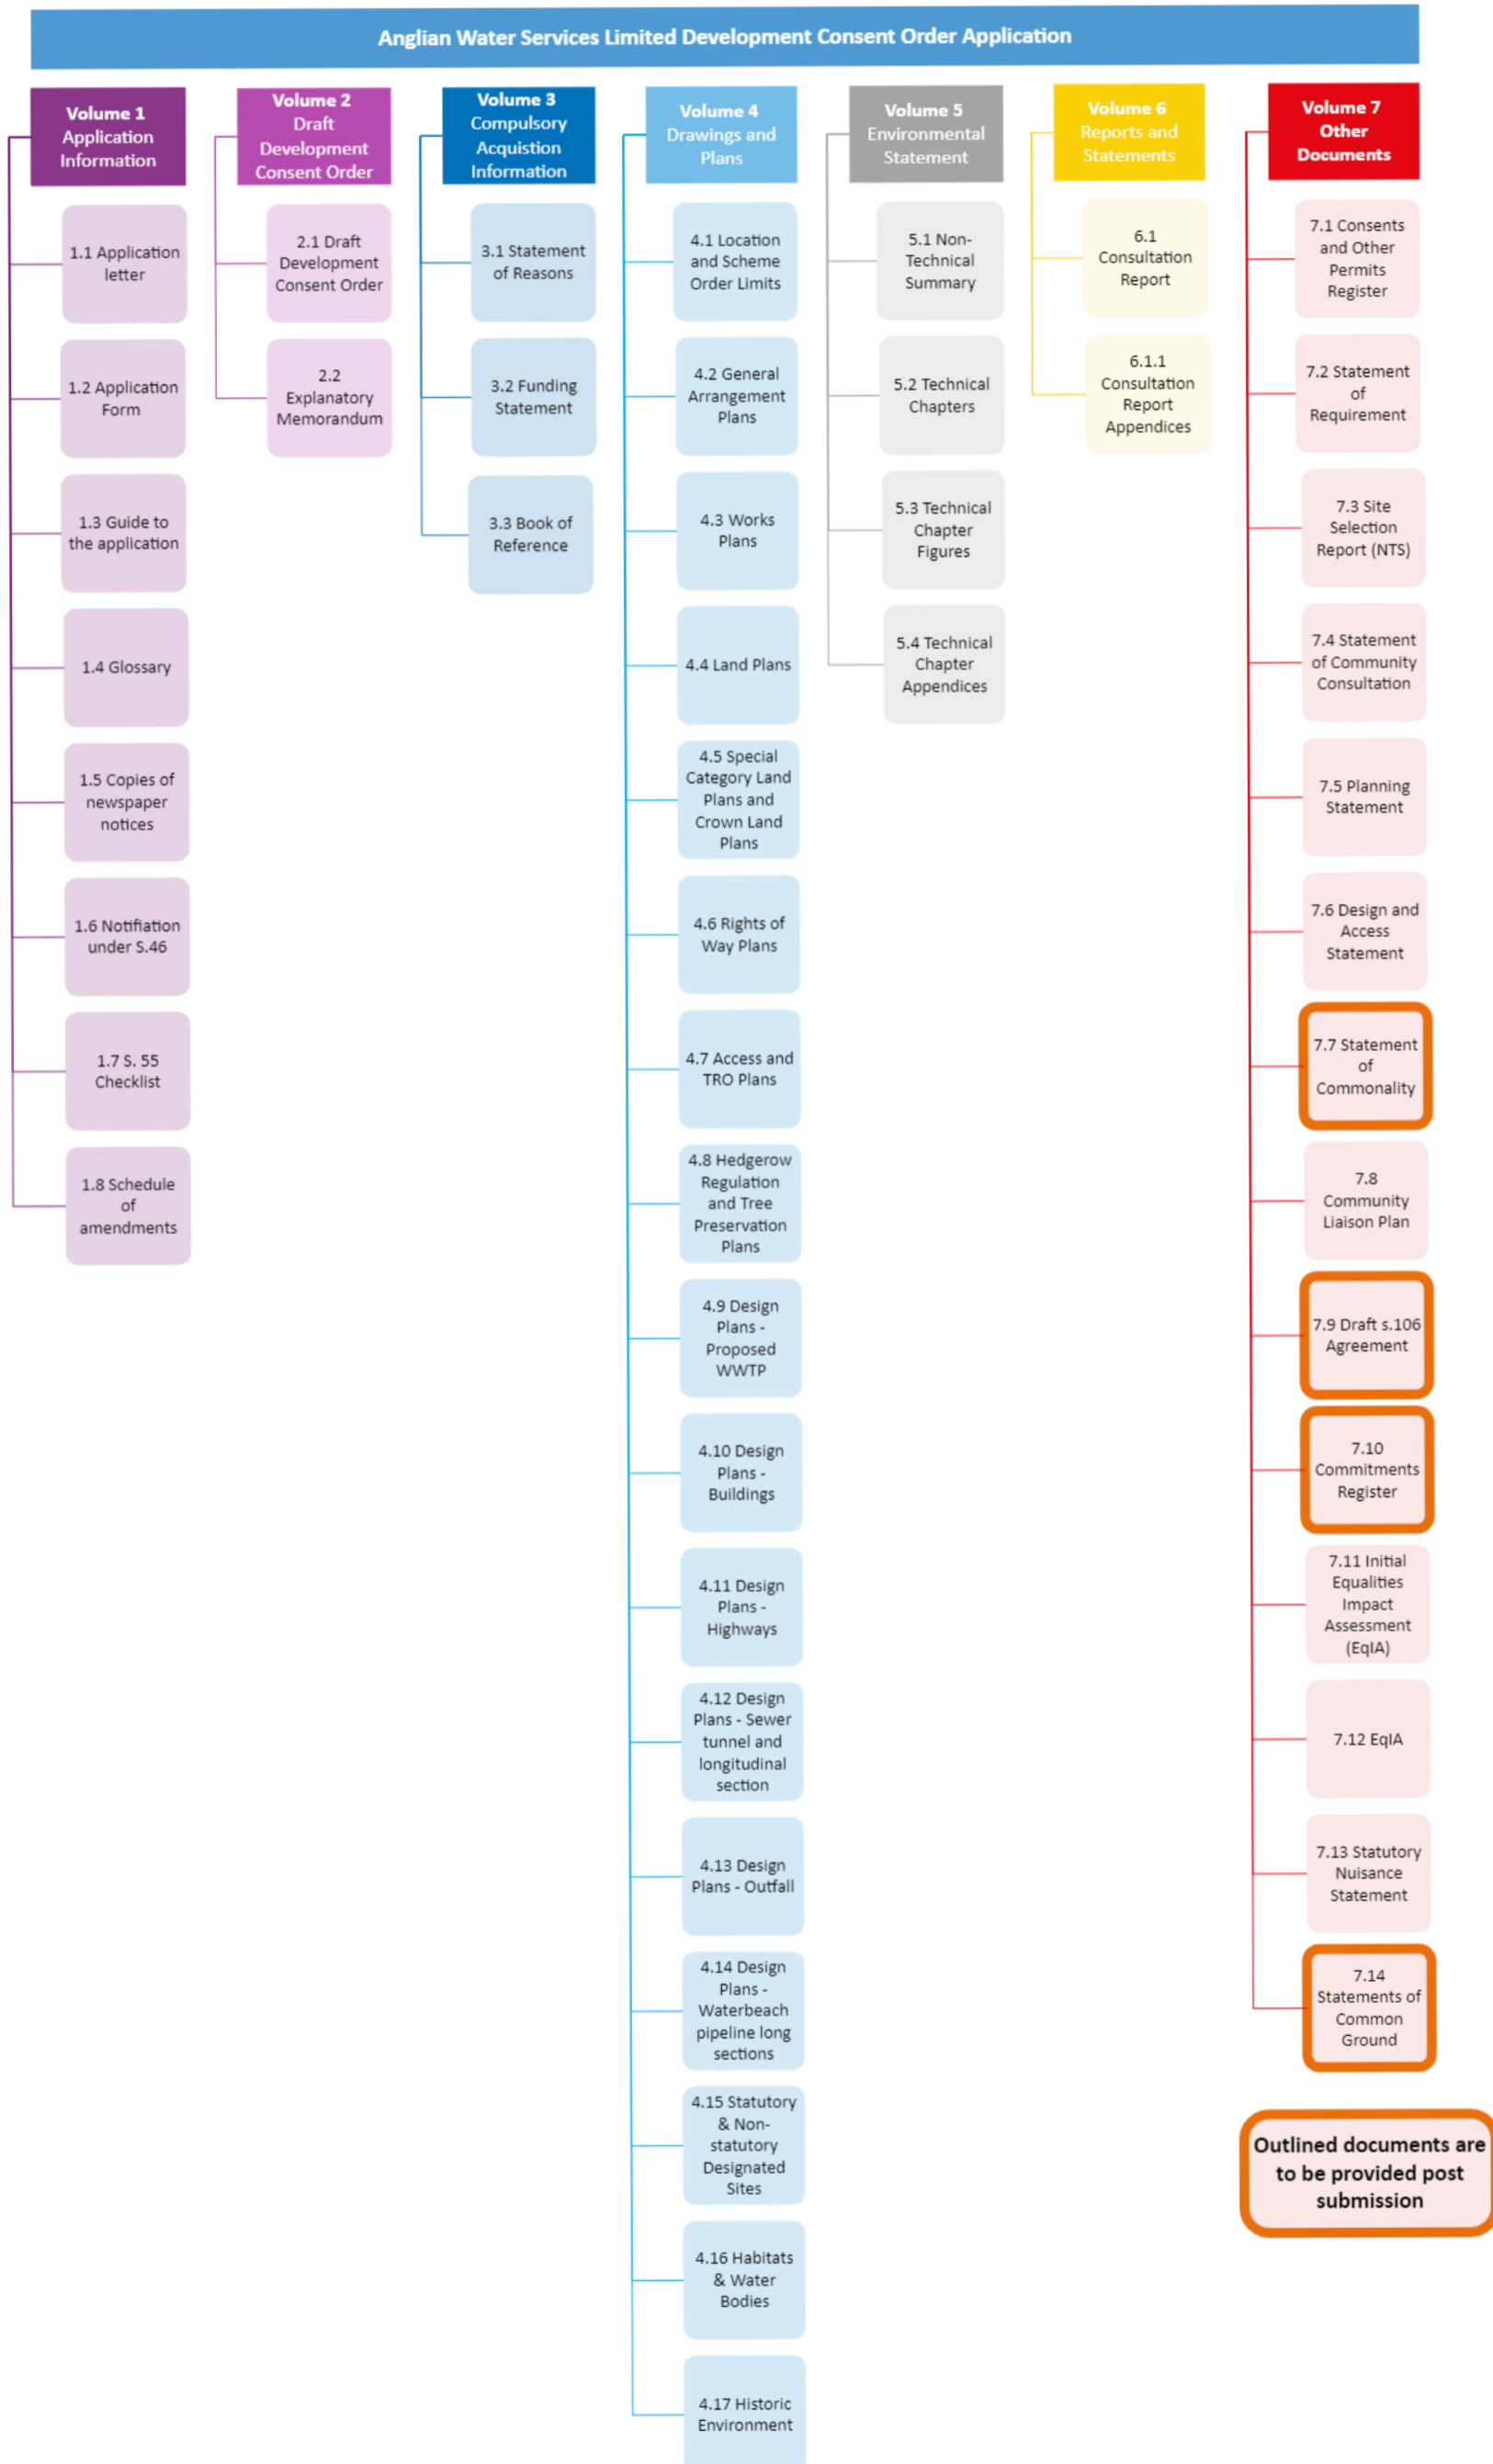 Anglian Water Services Limited Development Consent Order Application
Volume 1
Application
Information
1.1 Application
letter
1.2 Application
Form
1.3 Guide to
the application
1.4 Glossary
1.5 Copies of
newspaper
notices
1.6 Notifiation
under S.46
1.7 S. 55
Checklist
1.8 Schedule
of
amendments
Volume 2
Draft
Development
Consent Order
2.1 Draft
Development
Consent Order
2.2
Explanatory
Memorandum
Volume 3
Compulsory
Acquistion
Information
3.1 Statement
of Reasons
3.2 Funding
Statement
3.3 Book of
Reference
Volume 4
Drawings and
Plans
4.1 Location
and Scheme
Order Limits
4.2 General
Arrangement
Plans
4.3 Works
Plans
4.4 Land Plans
4.5 Special
Category Land
Plans and
Crown Land
Plans
4.6 Rights of
Way Plans
4.7 Access and
TRO Plans
4.8 Hedgerow
Regulation
and Tree
Preservation
Plans
4.9 Design
Plans -
Proposed
WWTP
4.10 Design
Plans -
Buildings
4.11 Design
Plans -
Highways
4.12 Design
Plans - Sewer
tunnel and
longitudinal
section
4.13 Design
Plans - Outfall
4.14 Design
Plans -
Waterbeach
pipeline long
sections
4.15 Statutory
& Non-
statutory
Designated
Sites
4.16 Habitats
& Water
Bodies
4.17 Historic
Environment
Volume 5
Environmental
Statement
5.1 Non-
Technical
Summary
5.2 Technical
Chapters
5.3 Technical
Chapter
Figures
5.4 Technical
Chapter
Appendices
Volume 6
Reports and
Statements
6.1
Consultation
Report
6.1.1
Consultation
Report
Appendices
Volume 7
Other
Documents
7.1 Consents
and Other
Permits
Register
7.2 Statement
of
Requirement
7.3 Site
Selection
Report (NTS)
7.4 Statement
of Community
Consultation
7.5 Planning
Statement
7.6 Design and
Access
Statement
7.7 Statement
of
Commonality
7.8
Community
Liaison Plan
7.9 Draft s.106
Agreement
7.10
Commitments
Register
7.11 Initial
Equalities
Impact
Assessment
(EqIA)
7.12 EqIA
7.13 Statutory
Nuisance
Statement
7.14
Statements of
Common
Ground
Outlined documents are
to be provided post
submission